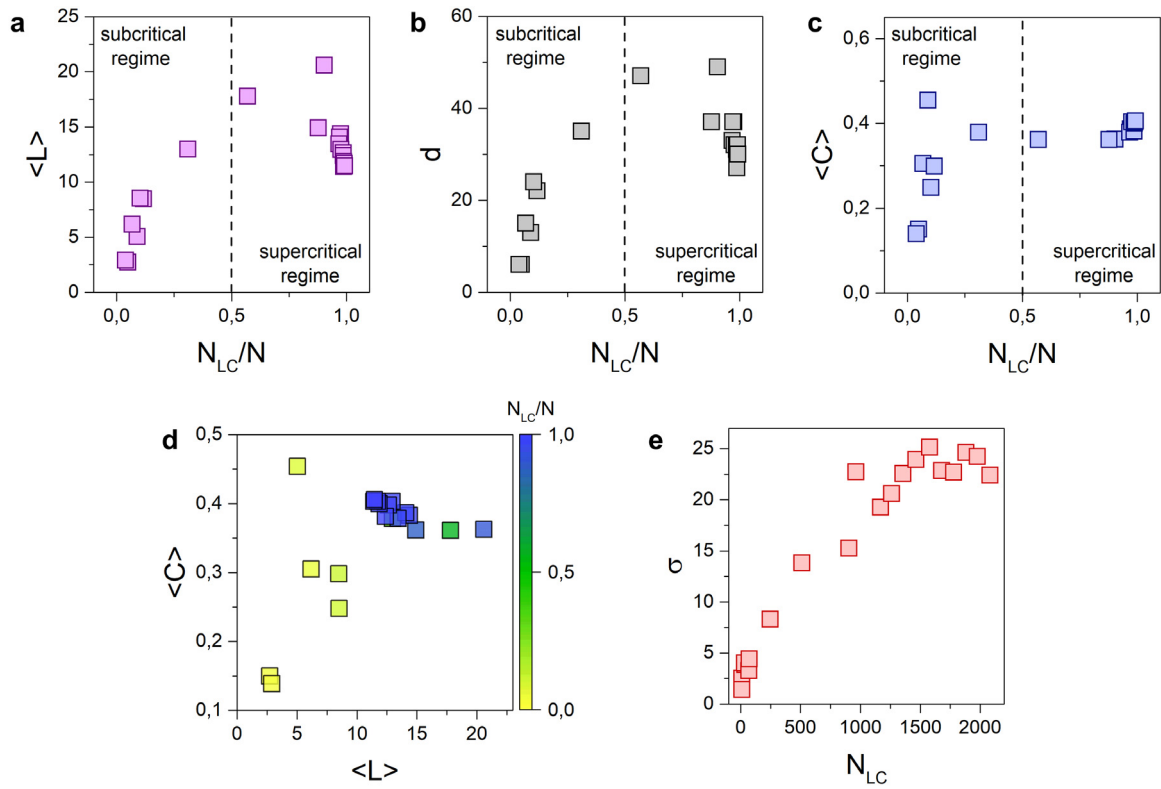 a
25
20
15
10
5
0
<L>
subcritical
regime
supercritical
regime
0,0
0,5
1,0
N_LC/N
b
60
40
20
0
d
subcritical
regime
supercritical
regime
0,0
0,5
1,0
N_LC/N
c
0,6
0,4
0,2
0,0
<C>
subcritical
regime
supercritical
regime
0,0
0,5
1,0
N_LC/N
d
0,5
0,4
0,3
0,2
0,1
<C>
0
5
10
15
20
<L>
N_LC/N
1,0
0,5
0,0
e
25
20
15
10
5
0
σ
0
500
1000
1500
2000
N_LC